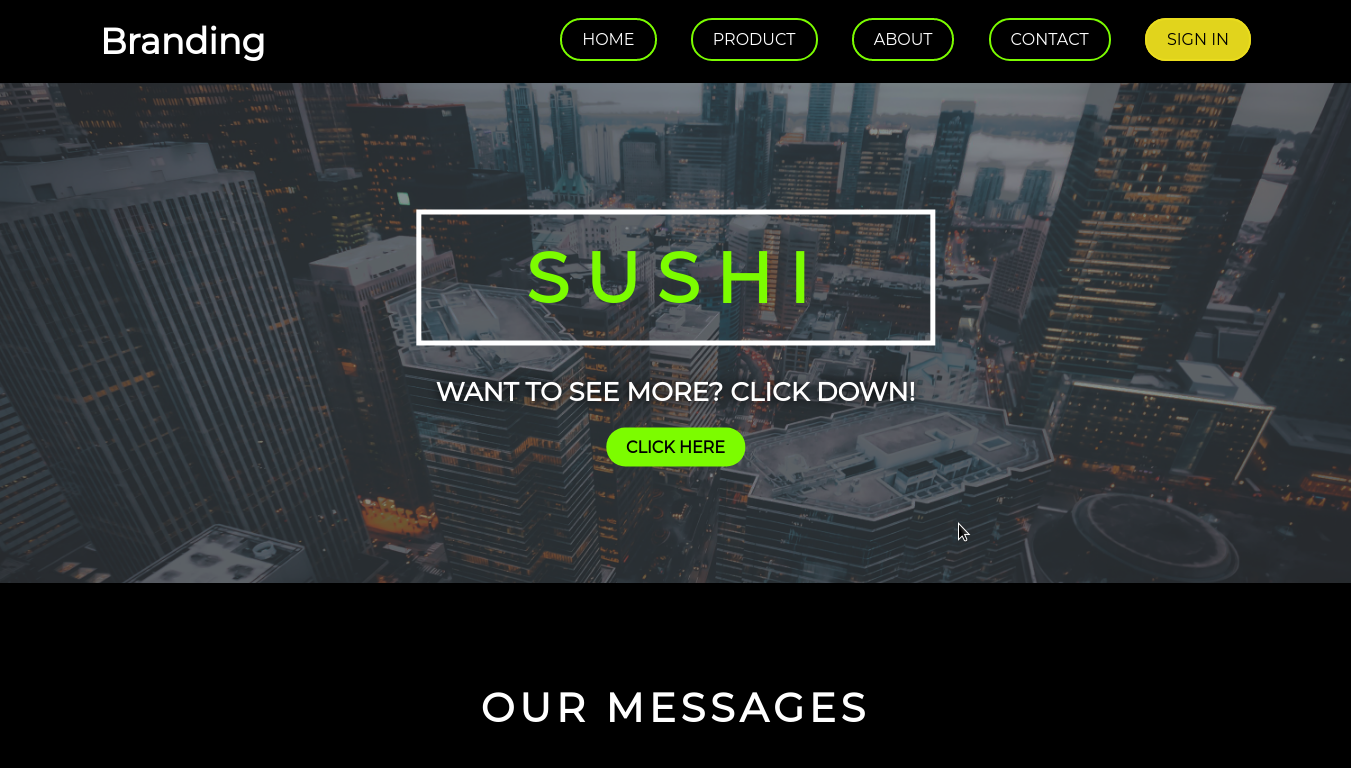 Branding
HOME PRODUCT ABOUT CONTACT SIGN IN
SUSHI
WANT TO SEE MORE? CLICK DOWN!
CLICK HERE
OUR MESSAGES